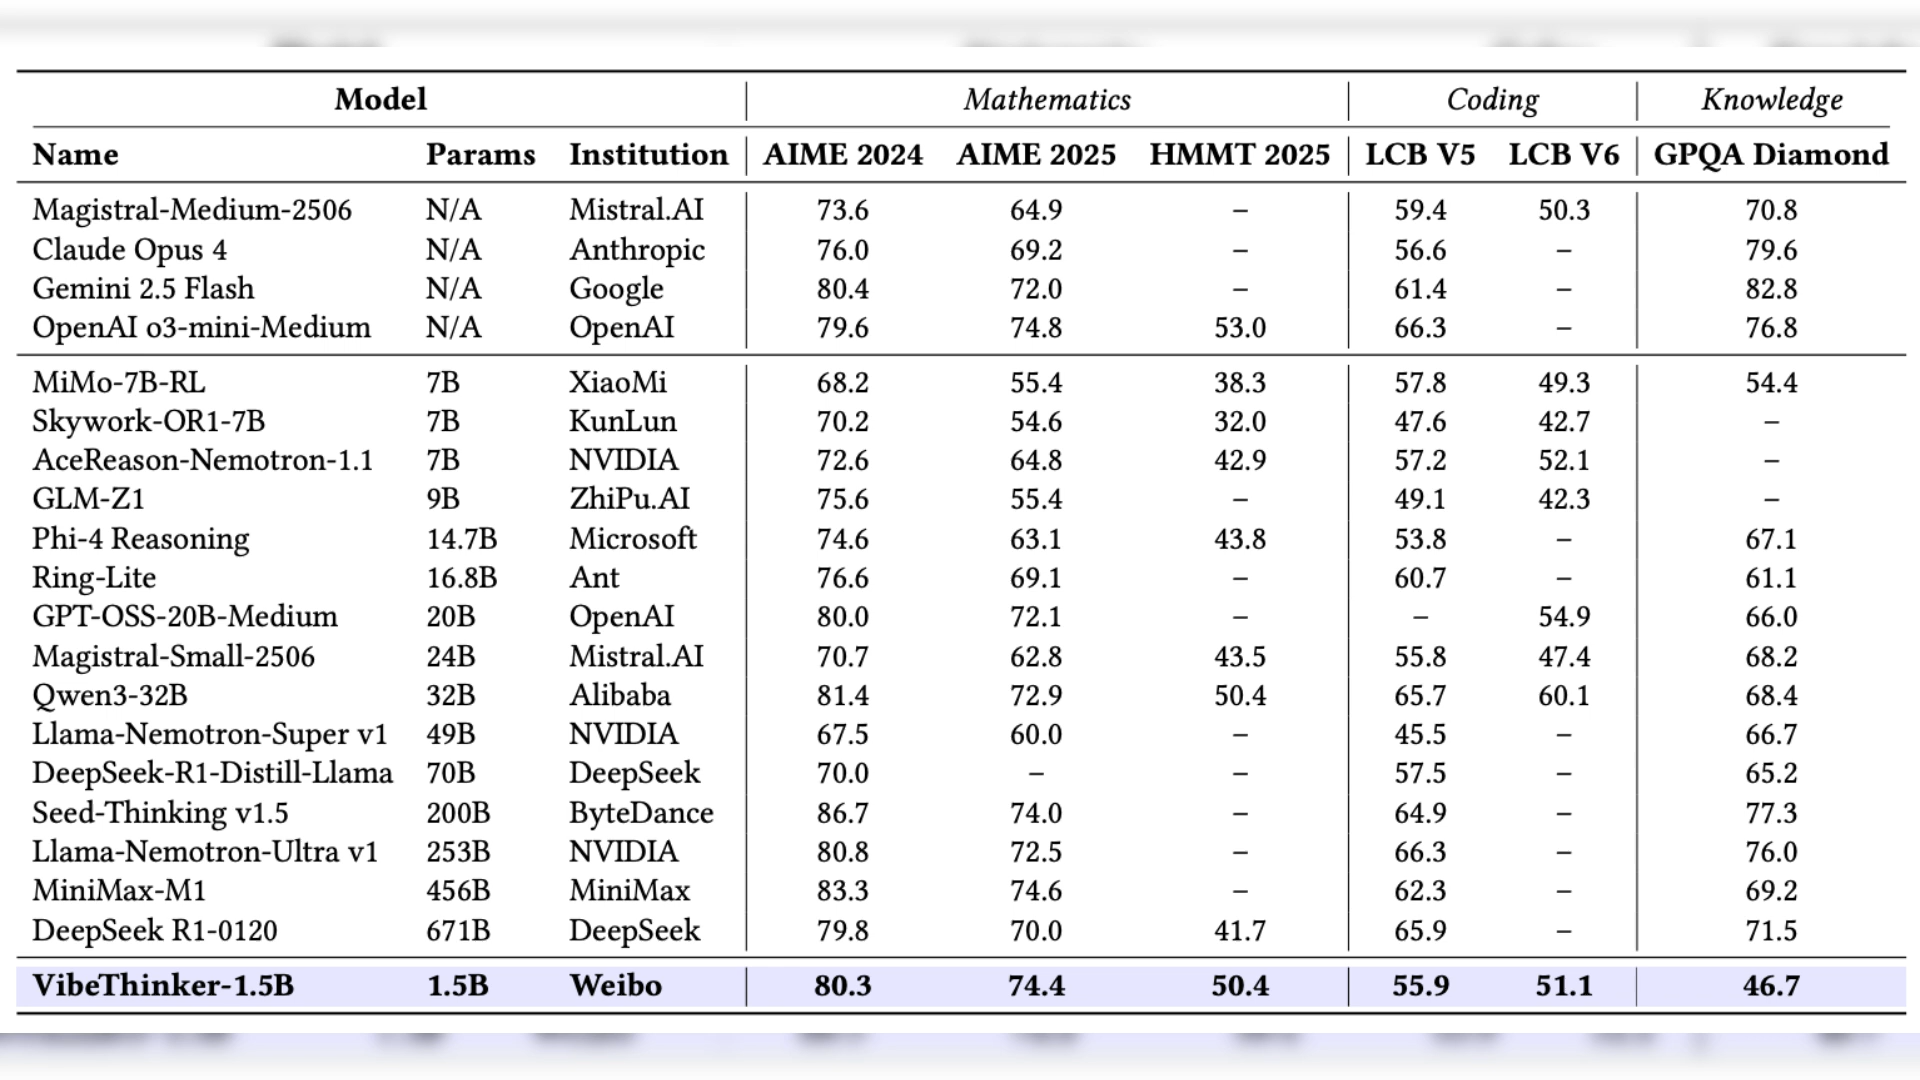 Model Mathematics Coding Knowledge
Name Params Institution AIME 2024 AIME 2025 HMMT 2025 LCB V5 LCB V6 GPQA Diamond
Magistral-Medium-2506 N/A Mistral.AI 73.6 64.9 – 59.4 50.3 70.8
Claude Opus 4 N/A Anthropic 76.0 69.2 – 56.6 – 79.6
Gemini 2.5 Flash N/A Google 80.4 72.0 – 61.4 – 82.8
OpenAI o3-mini-Medium N/A OpenAI 79.6 74.8 53.0 66.3 – 76.8
MiMo-7B-RL 7B XiaoMi 68.2 55.4 38.3 57.8 49.3 54.4
Skywork-OR1-7B 7B KunLun 70.2 54.6 32.0 47.6 42.7 –
AceReason-Nemotron-1.1 7B NVIDIA 72.6 64.8 42.9 57.2 52.1 –
GLM-Z1 9B ZhiPu.AI 75.6 55.4 – 49.1 42.3 –
Phi-4 Reasoning 14.7B Microsoft 74.6 63.1 43.8 53.8 – 67.1
Ring-Lite 16.8B Ant 76.6 69.1 – 60.7 – 61.1
GPT-OSS-20B-Medium 20B OpenAI 80.0 72.1 – – 54.9 66.0
Magistral-Small-2506 24B Mistral.AI 70.7 62.8 43.5 55.8 47.4 68.2
Qwen3-32B 32B Alibaba 81.4 72.9 50.4 65.7 60.1 68.4
Llama-Nemotron-Super v1 49B NVIDIA 67.5 60.0 – 45.5 – 66.7
DeepSeek-R1-Distill-Llama 70B DeepSeek 70.0 – – 57.5 – 65.2
Seed-Thinking v1.5 200B ByteDance 86.7 74.0 – 64.9 – 77.3
Llama-Nemotron-Ultra v1 253B NVIDIA 80.8 72.5 – 66.3 – 76.0
MiniMax-M1 456B MiniMax 83.3 74.6 – 62.3 – 69.2
DeepSeek R1-0120 671B DeepSeek 79.8 70.0 41.7 65.9 – 71.5
VibeThinker-1.5B 1.5B Weibo 80.3 74.4 50.4 55.9 51.1 46.7